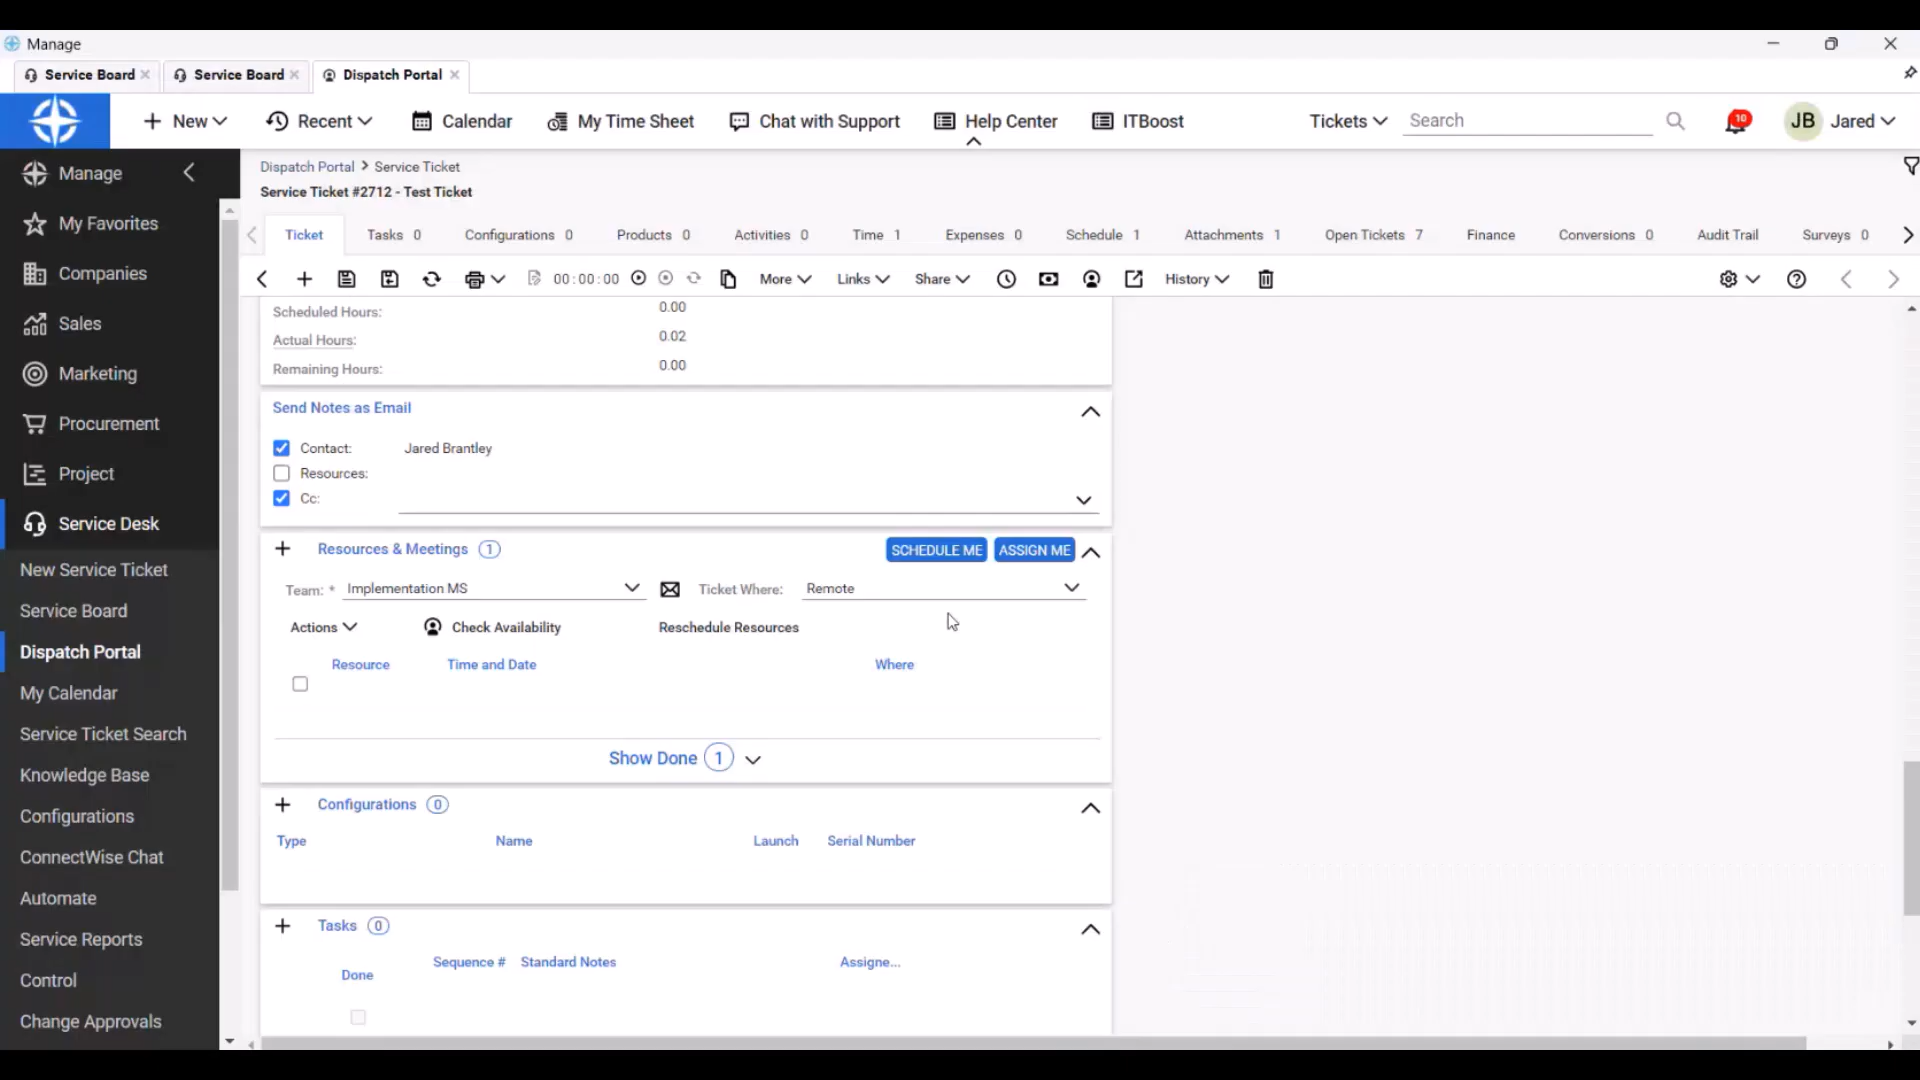 Manage
Service Board
Service Board
Dispatch Portal
New
Recent
Calendar
My Time Sheet
Chat with Support
Help Center
ITBoost
Tickets
Search
10
JB
Jared
Manage
My Favorites
Companies
Sales
Marketing
Procurement
Project
Service Desk
New Service Ticket
Service Board
Dispatch Portal
My Calendar
Service Ticket Search
Knowledge Base
Configurations
ConnectWise Chat
Automate
Service Reports
Control
Change Approvals
Dispatch Portal > Service Ticket
Service Ticket #2712 - Test Ticket
Ticket
Tasks 0
Configurations 0
Products 0
Activities 0
Time 1
Expenses 0
Schedule 1
Attachments 1
Open Tickets 7
Finance
Conversions 0
Audit Trail
Surveys 0
00:00:00
More
Links
Share
History
Scheduled Hours: 0.00
Actual Hours: 0.02
Remaining Hours: 0.00
Send Notes as Email
Contact: Jared Brantley
Resources:
Cc:
Resources & Meetings 1
SCHEDULE ME
ASSIGN ME
Team: * Implementation MS
Ticket Where: Remote
Actions
Check Availability
Reschedule Resources
Resource
Time and Date
Where
Show Done 1
Configurations 0
Type
Name
Launch
Serial Number
Tasks 0
Done
Sequence #
Standard Notes
Assigne...